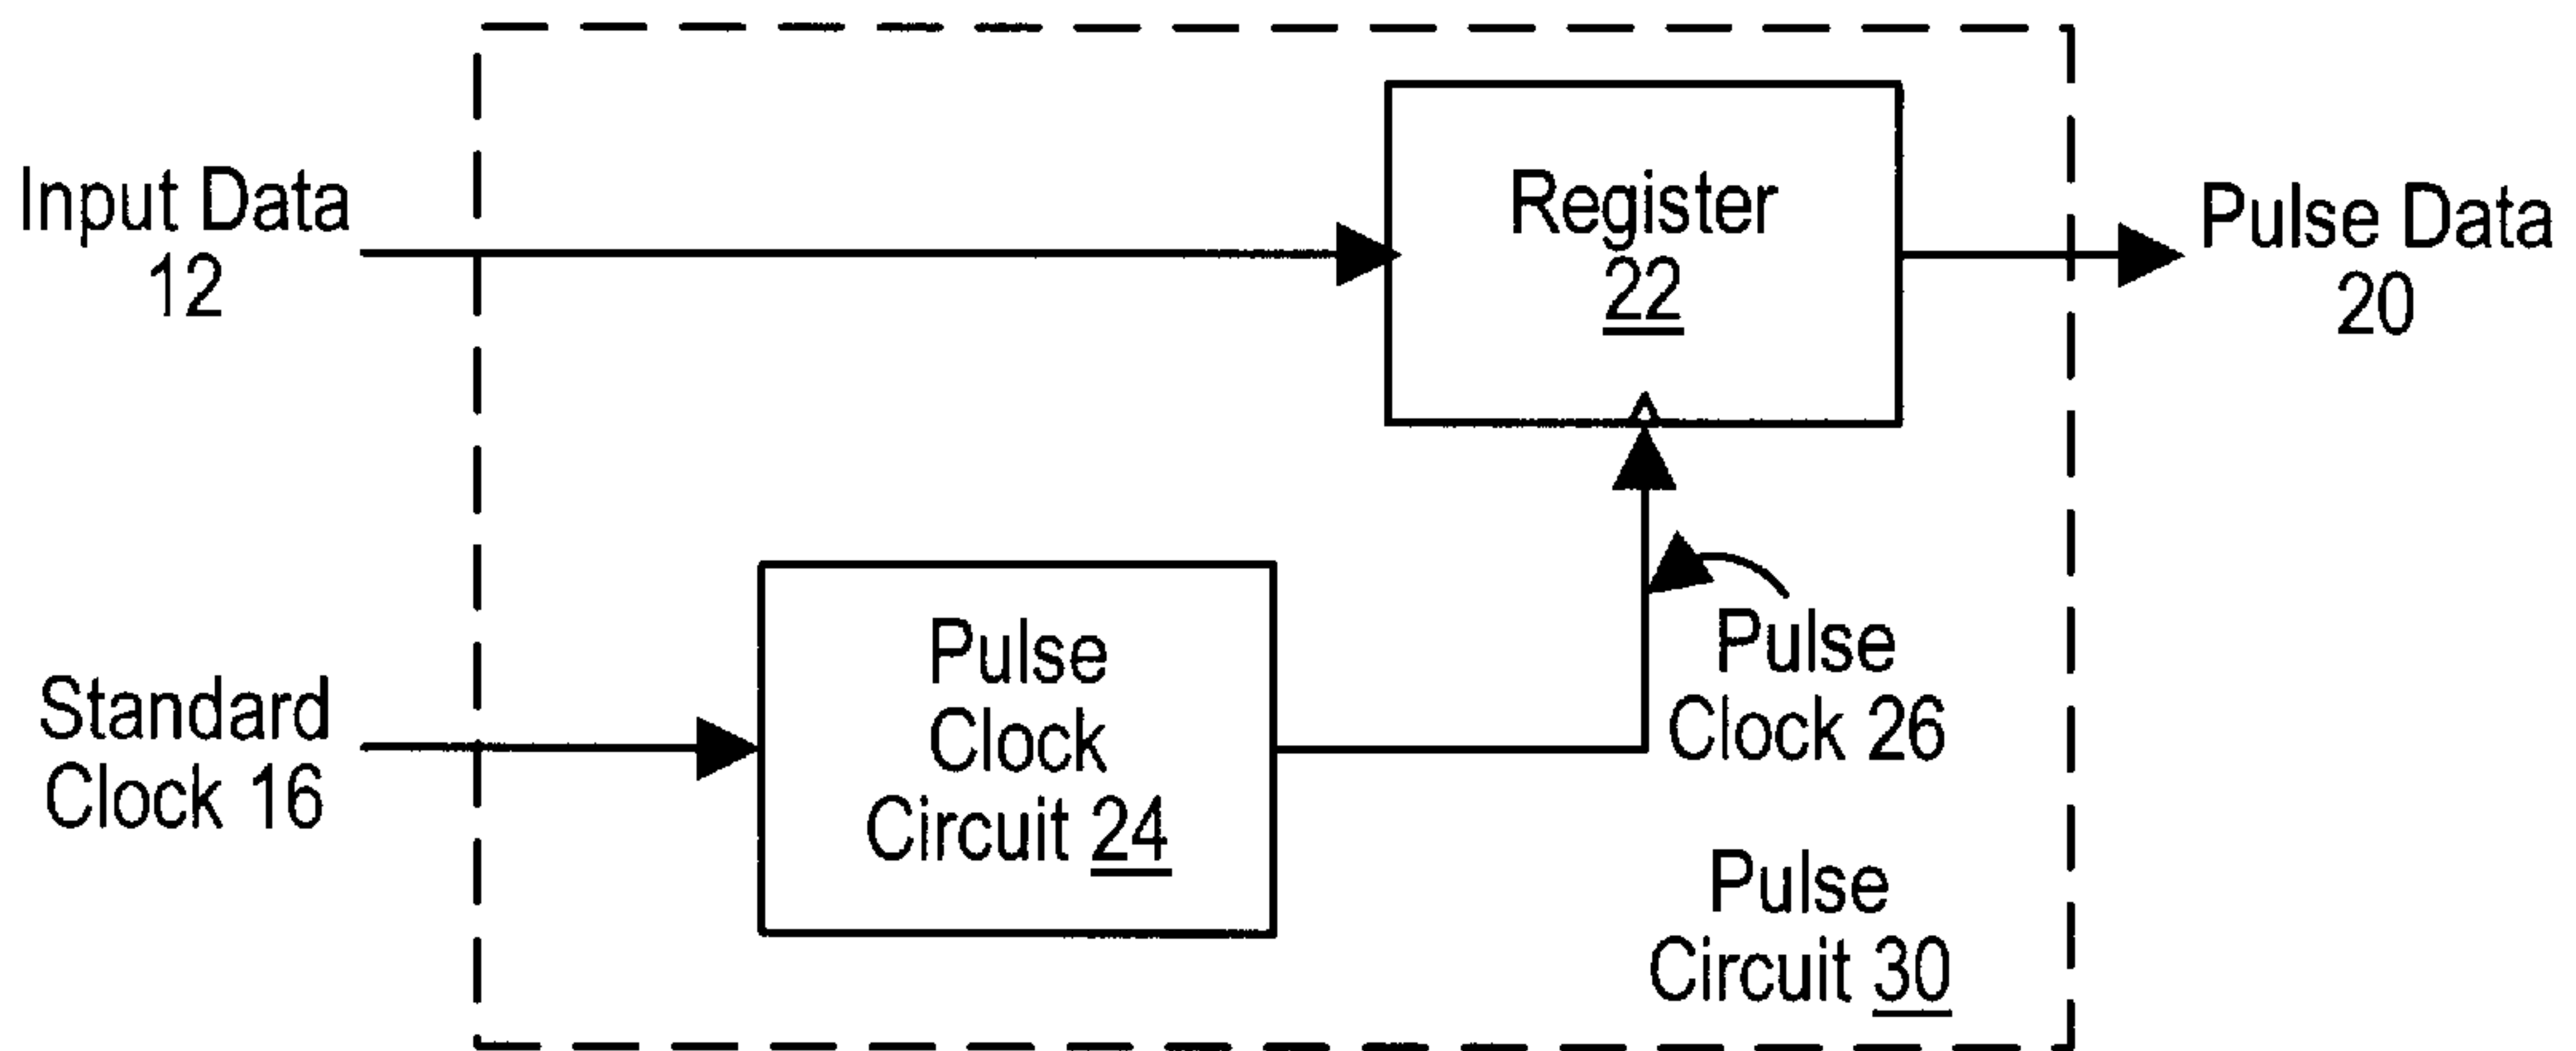 Input Data
12
Register
22
Pulse Data
20
Standard
Clock 16
Pulse
Clock
Circuit 24
Pulse
Clock 26
Pulse
Circuit 30